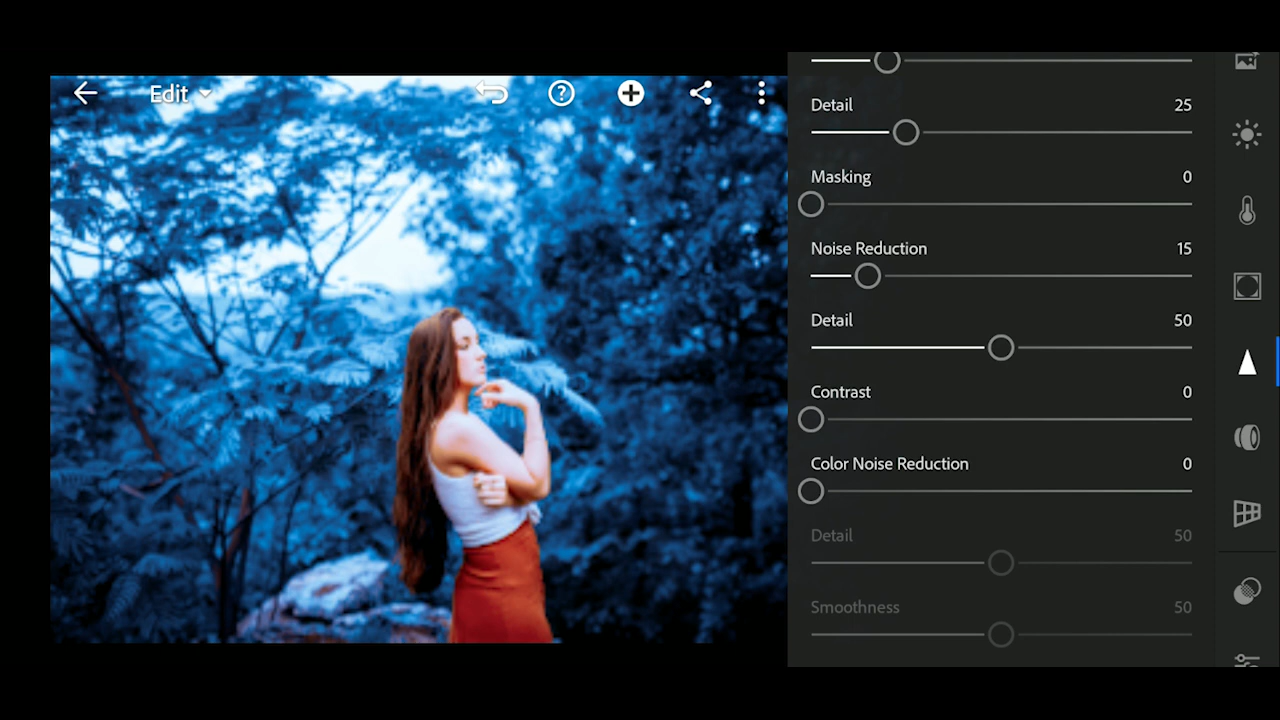 Edit
Detail 25
Masking 0
Noise Reduction 15
Detail 50
Contrast 0
Color Noise Reduction 0
Detail 50
Smoothness 50